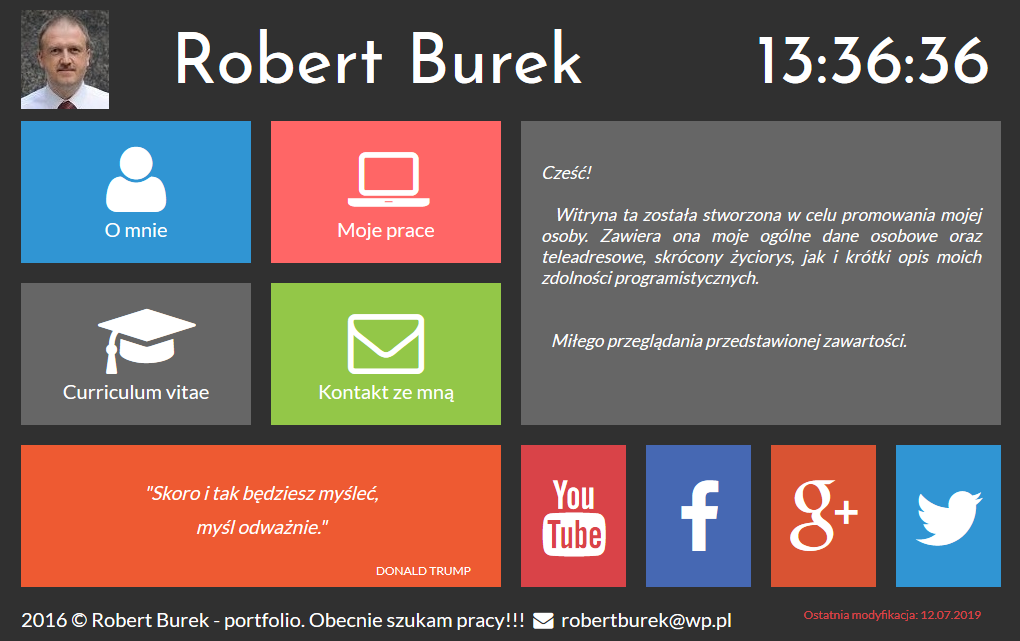 Robert Burek
13:36:36
O mnie
Moje prace
Cześć!
Witryna ta została stworzona w celu promowania mojej
osoby. Zawiera ona moje ogólne dane osobowe oraz
teleadresowe, skrócony życiorys, jak i krótki opis moich
zdolności programistycznych.
Miłego przeglądania przedstawionej zawartości.
Curriculum vitae
Kontakt ze mną
"Skoro i tak będziesz myśleć,
myśl odważnie."
DONALD TRUMP
You
Tube
f
g+
2016 © Robert Burek - portfolio. Obecnie szukam pracy!!! robertburek@wp.pl
Ostatnia modyfikacja: 12.07.2019